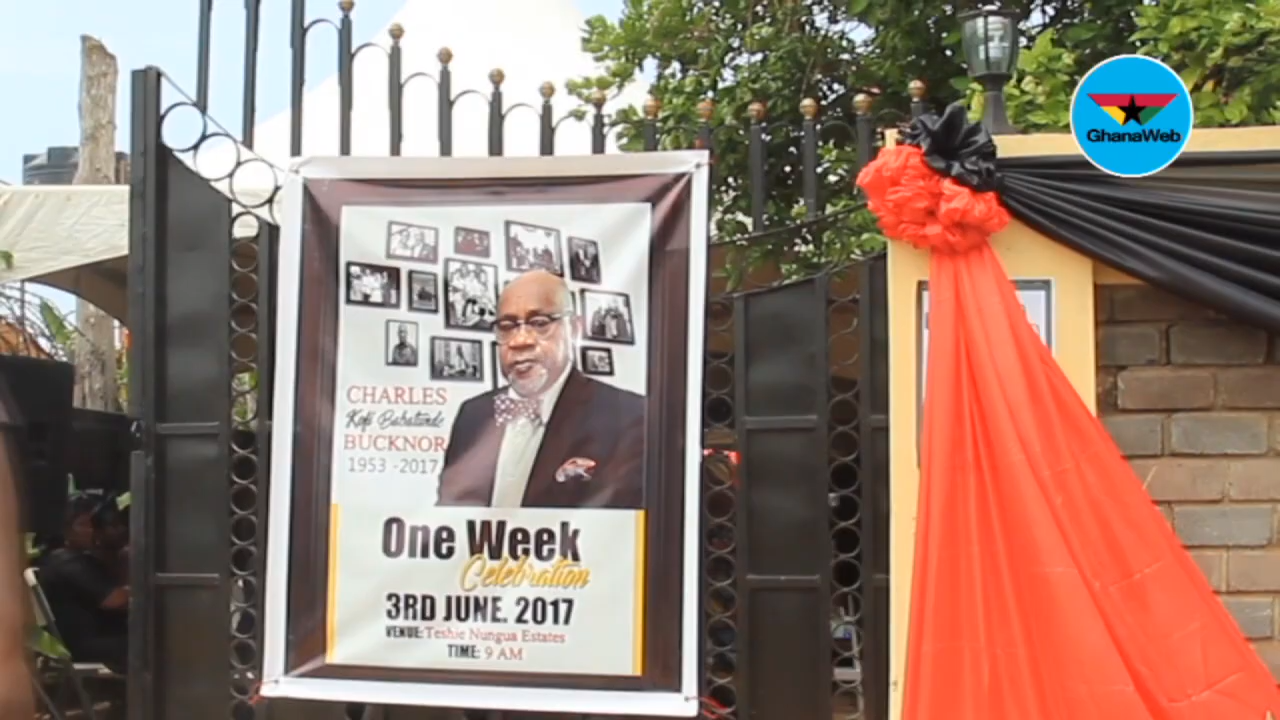 GhanaWeb
CHARLES
Kofi Babatunde
BUCKNOR
1953 -2017
One Week
Celebration
3RD JUNE. 2017
VENUE: Teshie Nungua Estates
TIME: 9 AM